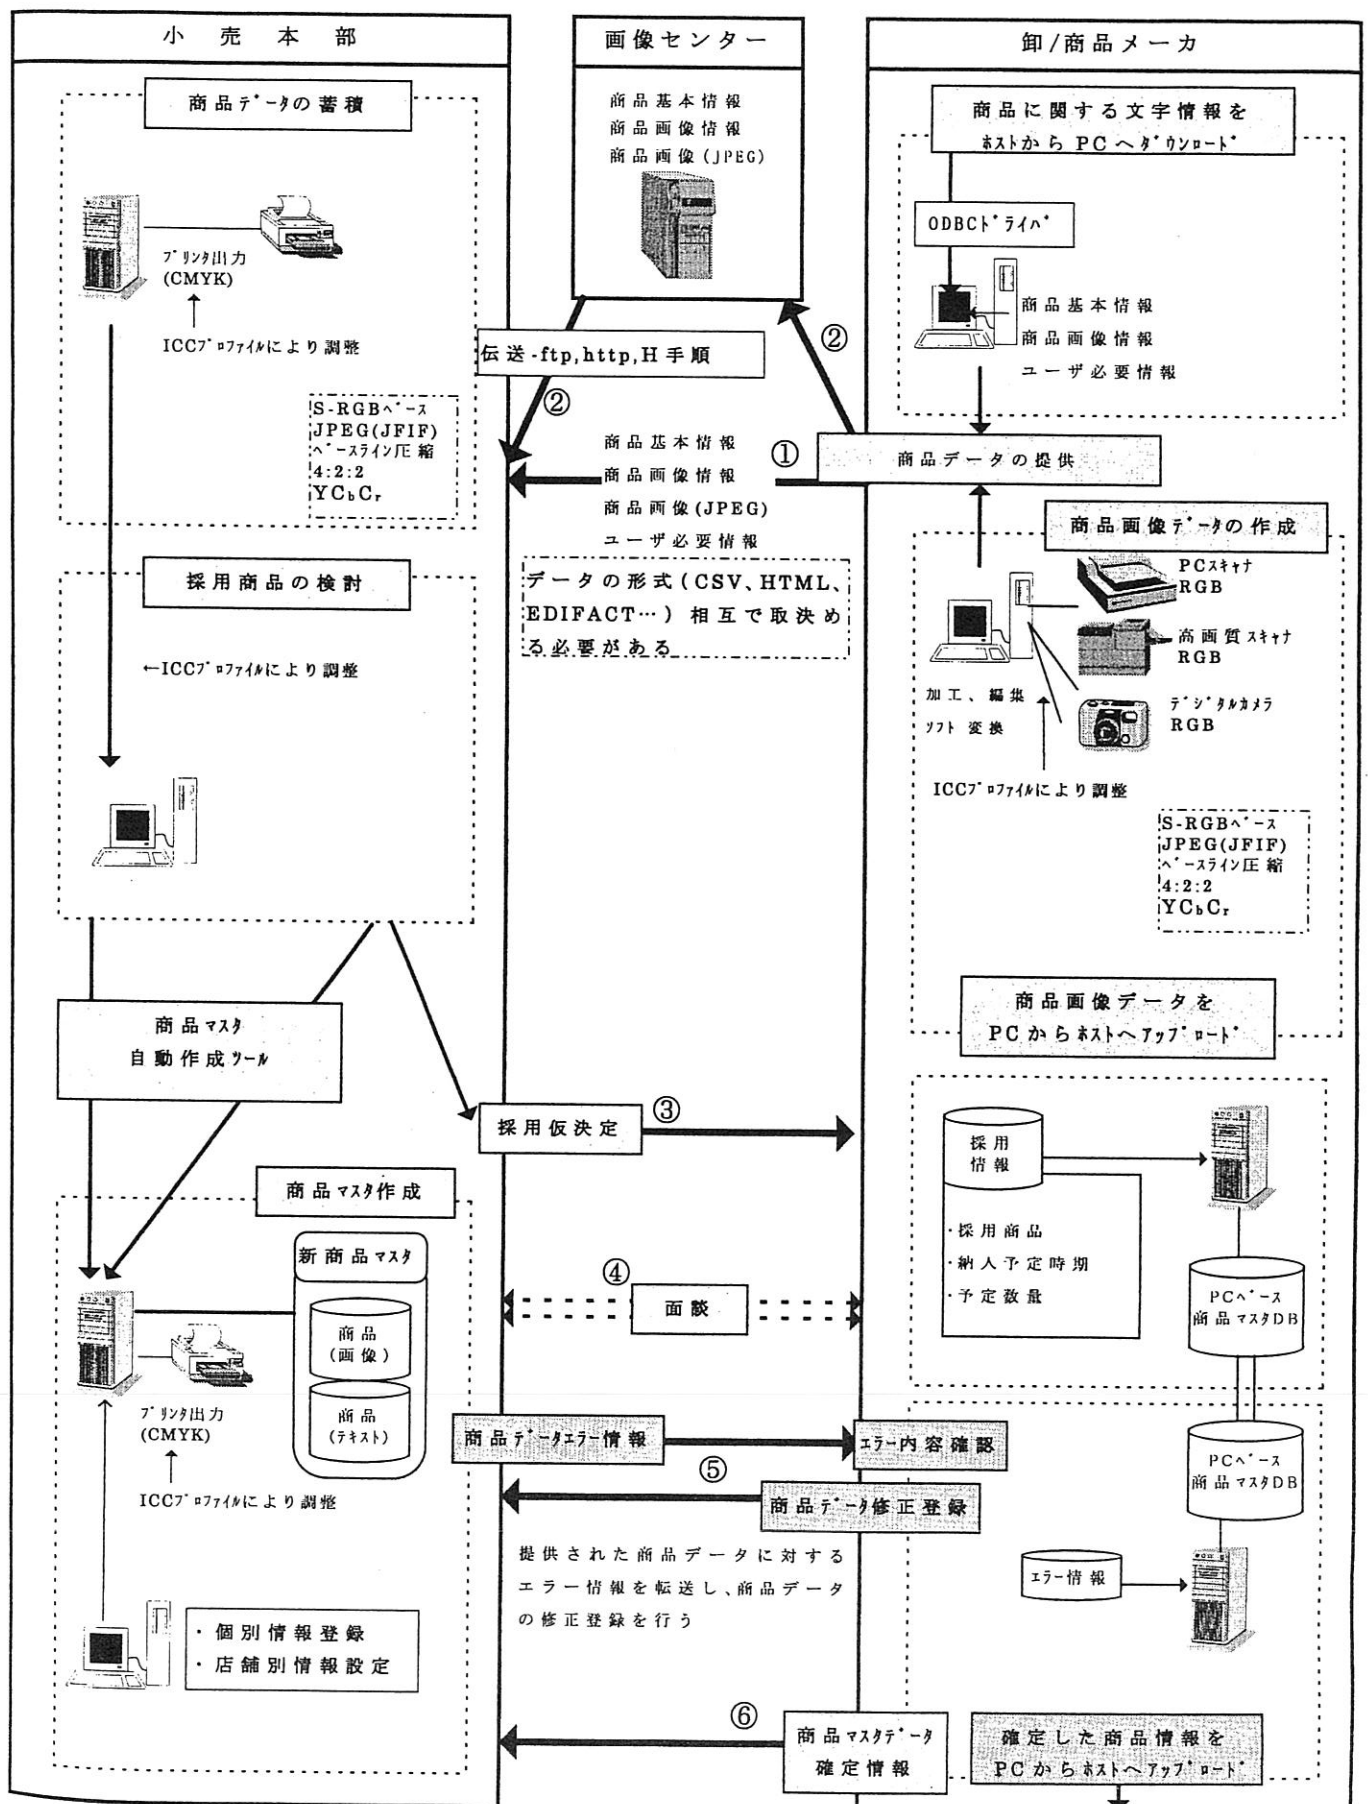 小売本部
画像センター
卸/商品メーカ
商品データの蓄積
プリンタ出力
(CMYK)
ICCプロファイルにより調整
S-RGBベース
JPEG(JFIF)
ベースライン圧縮
4:2:2
YCbCr
商品基本情報
商品画像情報
商品画像(JPEG)
商品に関する文字情報を
ホストからPCへダウンロード
ODBCドライバ
商品基本情報
商品画像情報
ユーザ必要情報
伝送-ftp,http,H手順
②
②
①
商品データの提供
商品基本情報
商品画像情報
商品画像(JPEG)
ユーザ必要情報
データの形式(CSV、HTML、
EDIFACT…)相互で取決め
る必要がある
商品画像データの作成
PCスキャナ
RGB
高画質スキャナ
RGB
デジタルカメラ
RGB
加工、編集
ソフト変換
ICCプロファイルにより調整
S-RGBベース
JPEG(JFIF)
ベースライン圧縮
4:2:2
YCbCr
商品画像データを
PCからホストへアップロード
採用商品の検討
←ICCプロファイルにより調整
商品マスタ
自動作成ツール
採用仮決定
③
採用
情報
・採用商品
・納入予定時期
・予定数量
PCベース
商品マスタDB
商品マスタ作成
新商品マスタ
商品
(画像)
商品
(テキスト)
プリンタ出力
(CMYK)
ICCプロファイルにより調整
・個別情報登録
・店舗別情報設定
④
面談
商品データエラー情報
エラー内容確認
⑤
商品データ修正登録
提供された商品データに対する
エラー情報を転送し、商品データ
の修正登録を行う
PCベース
商品マスタDB
エラー情報
⑥
商品マスタデータ
確定情報
確定した商品情報を
PCからホストへアップロード